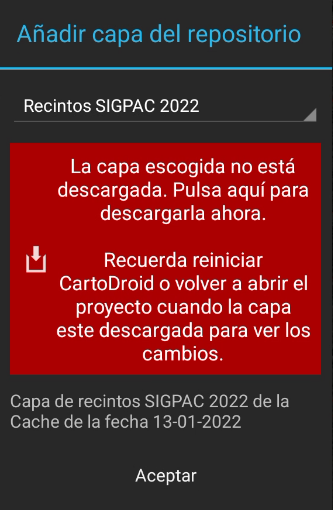 Añadir capa del repositorio
Recintos SIGPAC 2022
La capa escogida no está
descargada. Pulsa aquí para
descargarla ahora.
Recuerda reiniciar
CartoDroid o volver a abrir el
proyecto cuando la capa
este descargada para ver los
cambios.
Capa de recintos SIGPAC 2022 de la
Cache de la fecha 13-01-2022
Aceptar